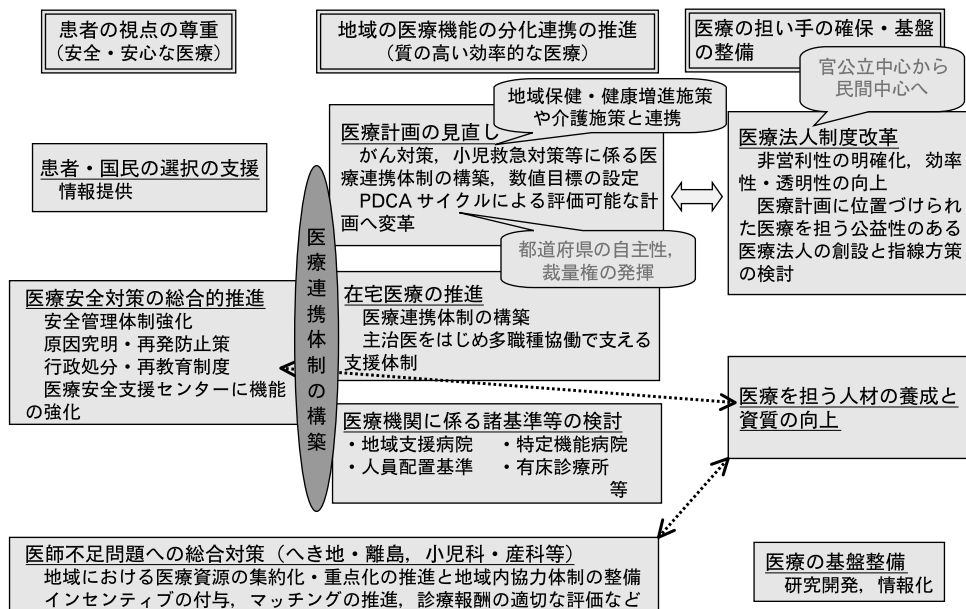 患者の視点の尊重
（安全・安心な医療）
地域の医療機能の分化連携の推進
（質の高い効率的な医療）
医療の担い手の確保・基盤
の整備
官公立中心から
民間中心へ
地域保健・健康増進施策
や介護施策と連携
患者・国民の選択の支援
情報提供
医療計画の見直し
がん対策，小児救急対策等に係る医
療連携体制の構築，数値目標の設定
PDCAサイクルによる評価可能な計
画へ変革
都道府県の自主性，
裁量権の発揮
医療法人制度改革
非営利性の明確化，効率
性・透明性の向上
医療計画に位置づけられ
た医療を担う公益性のある
医療法人の創設と指線方策
の検討
医療連携体制の構築
医療安全対策の総合的推進
安全管理体制強化
原因究明・再発防止策
行政処分・再教育制度
医療安全支援センターに機能
の強化
在宅医療の推進
医療連携体制の構築
主治医をはじめ多職種協働で支える
支援体制
医療機関に係る諸基準等の検討
・地域支援病院　・特定機能病院
・人員配置基準　・有床診療所
等
医療を担う人材の養成と
資質の向上
医師不足問題への総合対策（へき地・離島，小児科・産科等）
地域における医療資源の集約化・重点化の推進と地域内協力体制の整備
インセンティブの付与，マッチングの推進，診療報酬の適切な評価など
医療の基盤整備
研究開発，情報化